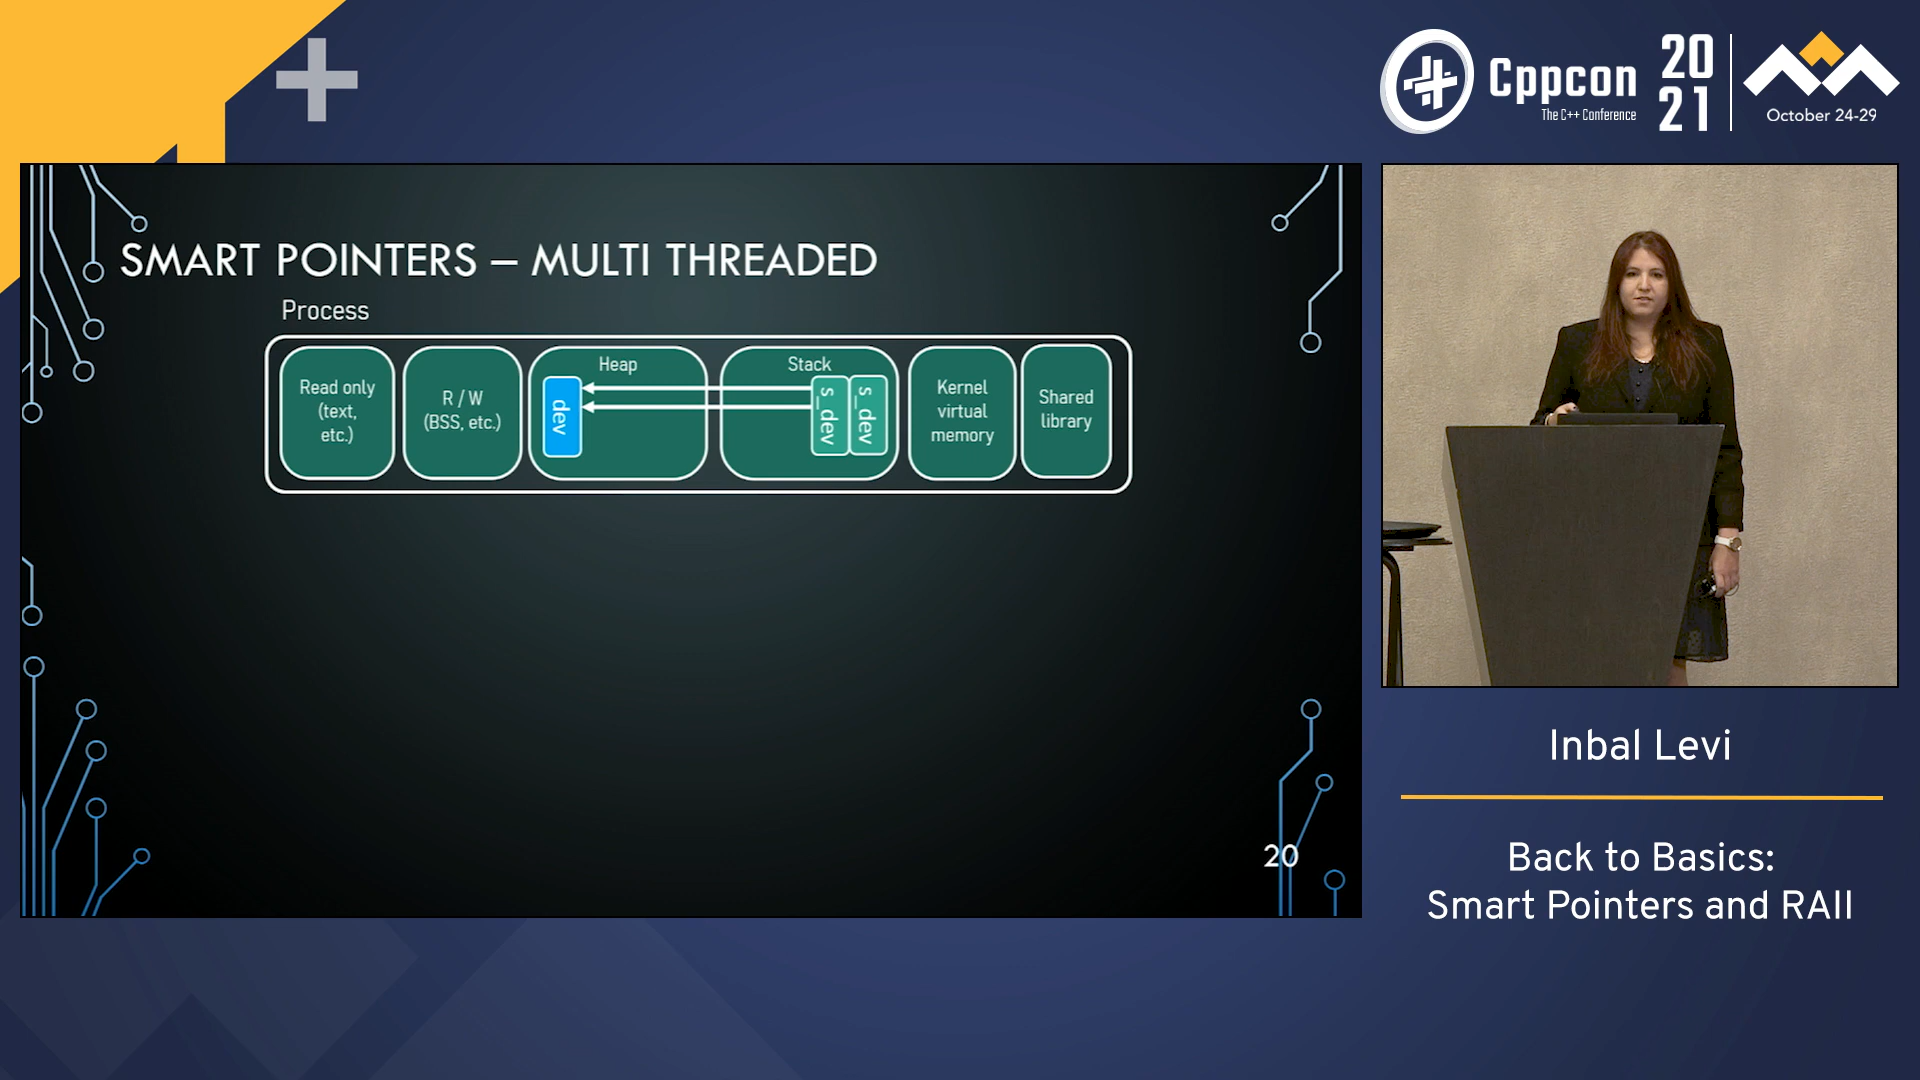 Cppcon
The C++ Conference
20
21
October 24-29
SMART POINTERS – MULTI THREADED
Process
Read only
(text,
etc.)
R / W
(BSS, etc.)
Heap
dev
Stack
s_dev
s_dev
Kernel
virtual
memory
Shared
library
20
Inbal Levi
Back to Basics:
Smart Pointers and RAII